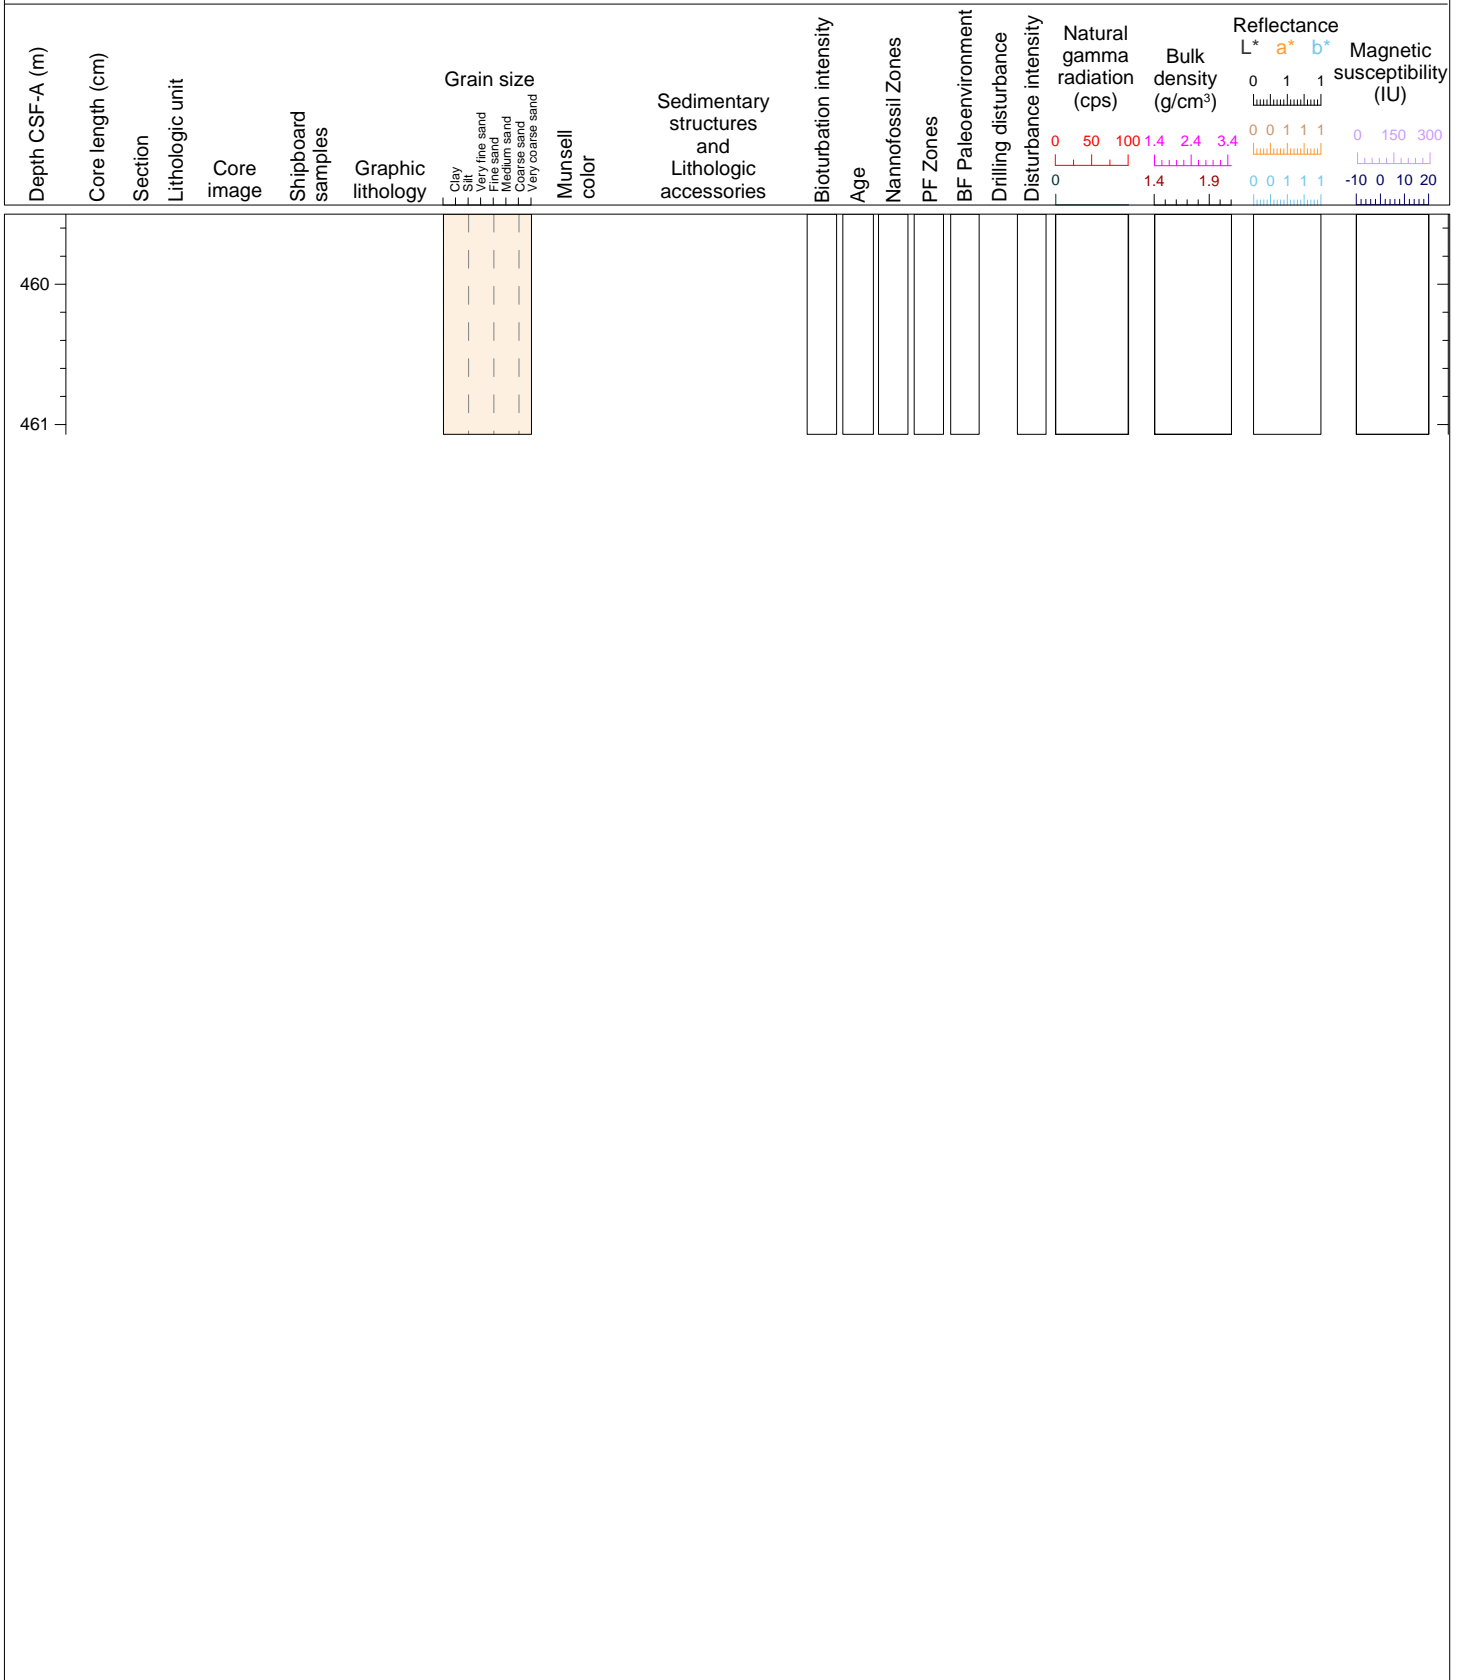 Depth CSF-A (m)
Core length (cm)
Section
Lithologic unit
Core
image
Shipboard
samples
Graphic
lithology
Grain size
Clay
Silt
Very fine sand
Fine sand
Medium sand
Coarse sand
Very coarse sand
Munsell
color
Sedimentary
structures
and
Lithologic
accessories
Bioturbation intensity
Age
Nannofossil Zones
PF Zones
BF Paleoenvironment
Drilling disturbance
Disturbance intensity
Natural
gamma
radiation
(cps)
0 50 100
0
Bulk
density
(g/cm³)
1.4 2.4 3.4
1.4 1.9
Reflectance
L* a* b*
0 1 1
0 0 1 1 1
0 0 1 1 1
Magnetic
susceptibility
(IU)
0 150 300
-10 0 10 20
460
461